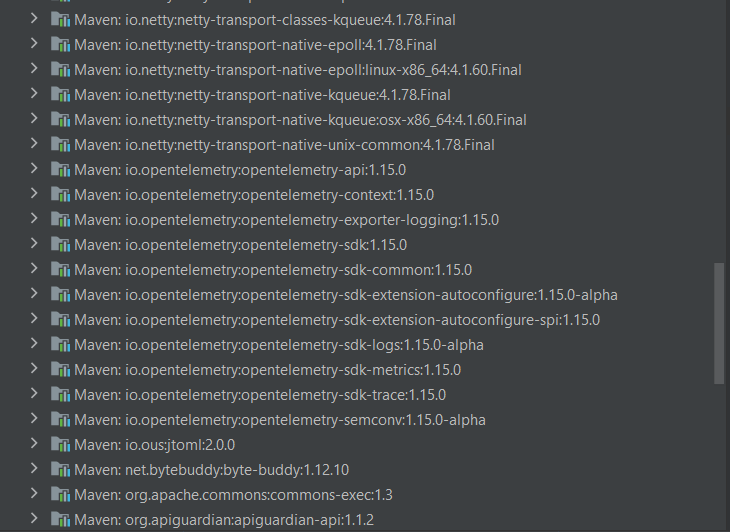 Maven: io.netty:netty-transport-classes-kqueue:4.1.78.Final
Maven: io.netty:netty-transport-native-epoll:4.1.78.Final
Maven: io.netty:netty-transport-native-epoll:linux-x86_64:4.1.60.Final
Maven: io.netty:netty-transport-native-kqueue:4.1.78.Final
Maven: io.netty:netty-transport-native-kqueue:osx-x86_64:4.1.60.Final
Maven: io.netty:netty-transport-native-unix-common:4.1.78.Final
Maven: io.opentelemetry:opentelemetry-api:1.15.0
Maven: io.opentelemetry:opentelemetry-context:1.15.0
Maven: io.opentelemetry:opentelemetry-exporter-logging:1.15.0
Maven: io.opentelemetry:opentelemetry-sdk:1.15.0
Maven: io.opentelemetry:opentelemetry-sdk-common:1.15.0
Maven: io.opentelemetry:opentelemetry-sdk-extension-autoconfigure:1.15.0-alpha
Maven: io.opentelemetry:opentelemetry-sdk-extension-autoconfigure-spi:1.15.0
Maven: io.opentelemetry:opentelemetry-sdk-logs:1.15.0-alpha
Maven: io.opentelemetry:opentelemetry-sdk-metrics:1.15.0
Maven: io.opentelemetry:opentelemetry-sdk-trace:1.15.0
Maven: io.opentelemetry:opentelemetry-semconv:1.15.0-alpha
Maven: io.ous:jtoml:2.0.0
Maven: net.bytebuddy:byte-buddy:1.12.10
Maven: org.apache.commons:commons-exec:1.3
Maven: org.apiguardian:apiguardian-api:1.1.2